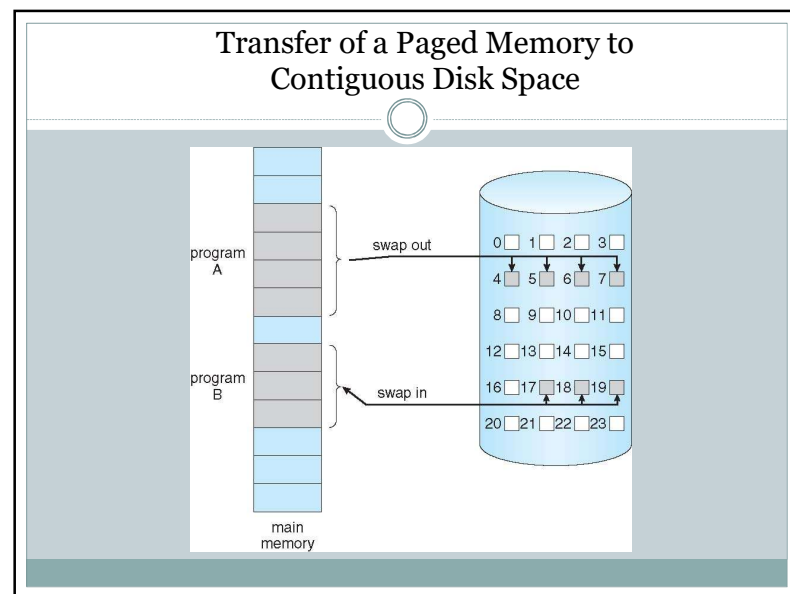 Transfer of a Paged Memory to
Contiguous Disk Space
program
A
swap out
0 1 2 3
4 5 6 7
8 9 10 11
12 13 14 15
program
B
swap in
16 17 18 19
20 21 22 23
main
memory